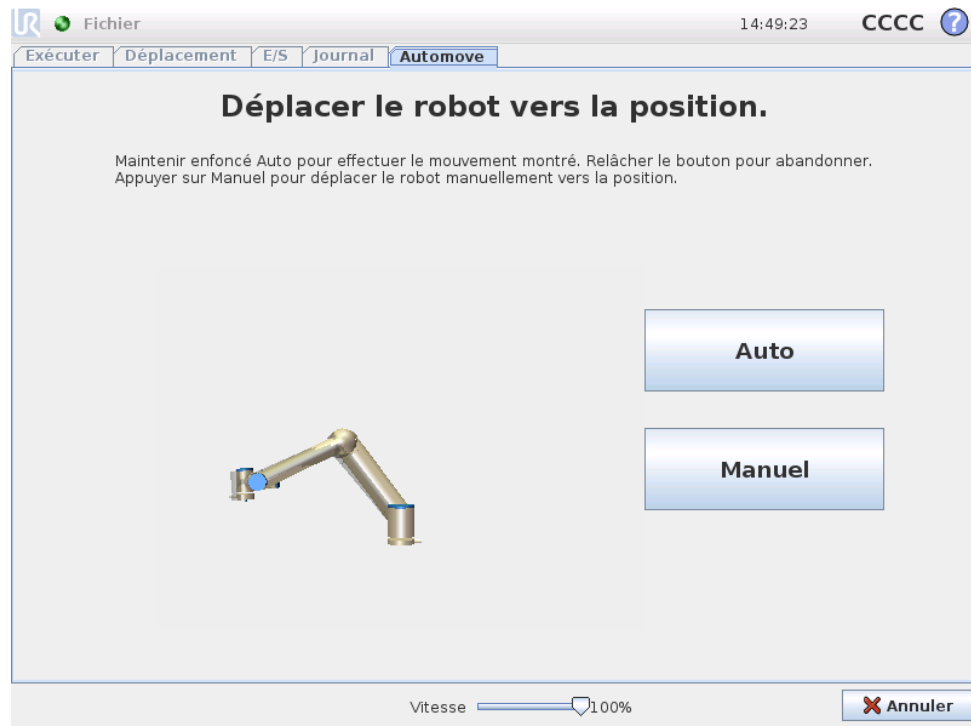 UR Fichier 14:49:23 CCCC ?
Exécuter Déplacement E/S Journal Automove
Déplacer le robot vers la position.
Maintenir enfoncé Auto pour effectuer le mouvement montré. Relâcher le bouton pour abandonner.
Appuyer sur Manuel pour déplacer le robot manuellement vers la position.
Auto
Manuel
Vitesse 100% Annuler